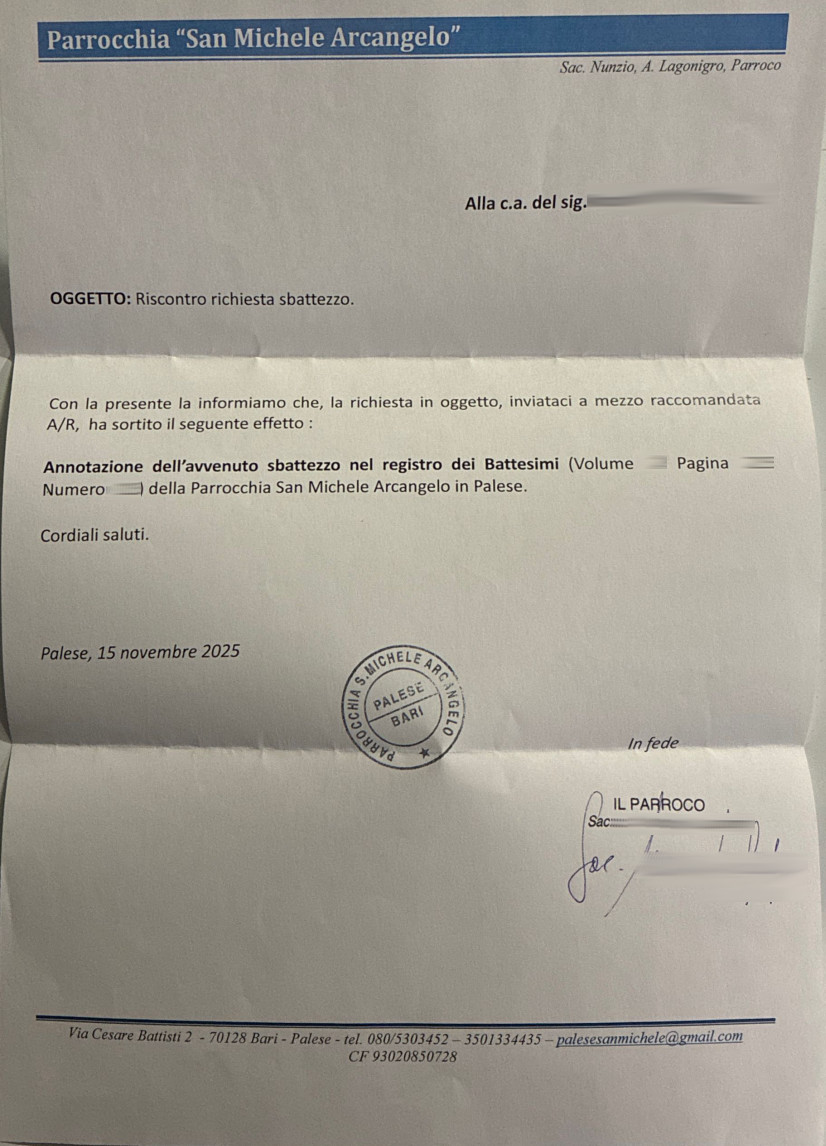 Parrocchia “San Michele Arcangelo”
Sac. Nunzio, A. Lagonigro, Parroco
Alla c.a. del sig.
OGGETTO: Riscontro richiesta sbattezzo.
Con la presente la informiamo che, la richiesta in oggetto, inviataci a mezzo raccomandata
A/R, ha sortito il seguente effetto :
Annotazione dell’avvenuto sbattezzo nel registro dei Battesimi (Volume Pagina
Numero ) della Parrocchia San Michele Arcangelo in Palese.
Cordiali saluti.
Palese, 15 novembre 2025
PARROCCHIA S. MICHELE ARCANGELO
PALESE
BARI
In fede
IL PARROCO
Sac.
Sac.
Via Cesare Battisti 2 - 70128 Bari - Palese - tel. 080/5303452 – 3501334435 – palesesanmichele@gmail.com
CF 93020850728